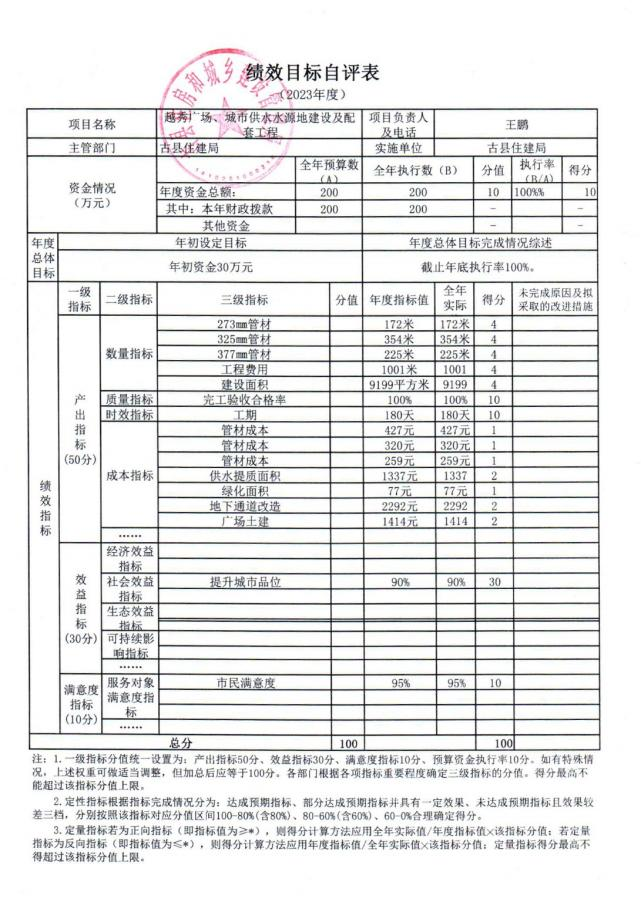 绩效目标自评表
（2023年度）
项目名称 越秀广场、城市供水水源地建设及配套工程 项目负责人及电话 王鹏
主管部门 古县住建局 实施单位 古县住建局
资金情况（万元） 全年预算数（A） 全年执行数（B） 分值 执行率（B/A） 得分
年度资金总额: 200 200 10 100%% 10
其中：本年财政拨款 200 200 - -
其他资金 - -
年度总体目标 年初设定目标 年度总体目标完成情况综述
年初资金30万元 截止年底执行率100%。
绩效指标 一级指标 二级指标 三级指标 分值 年度指标值 全年实际 得分 未完成原因及拟采取的改进措施
产出指标(50分) 数量指标 273mm管材 172米 172米 4
325mm管材 354米 354米 4
377mm管材 225米 225米 4
工程费用 1001米 1001 4
建设面积 9199平方米 9199 4
质量指标 完工验收合格率 100% 100% 10
时效指标 工期 180天 180天 10
成本指标 管材成本 427元 427元 1
管材成本 320元 320元 1
管材成本 259元 259元 1
供水提质面积 1337元 1337 2
绿化面积 77元 77元 1
地下通道改造 2292元 2292 2
广场土建 1414元 1414 2
……
效益指标(30分) 经济效益指标
社会效益指标 提升城市品位 90% 90% 30
生态效益指标
可持续影响指标
……
满意度指标(10分) 服务对象满意度指标 市民满意度 95% 95% 10
……
总分 100 100
注：1.一级指标分值统一设置为：产出指标50分、效益指标30分、满意度指标10分、预算资金执行率10分。如有特殊情
况，上述权重可做适当调整，但加总后应等于100分。各部门根据各项指标重要程度确定三级指标的分值。得分最高不
能超过该指标分值上限。
2.定性指标根据指标完成情况分为：达成预期指标、部分达成预期指标并具有一定效果、未达成预期指标且效果较
差三档，分别按照该指标对应分值区间100-80%(含80%)、80-60%(含60%)、60-0%合理确定得分。
3.定量指标若为正向指标（即指标值为≥*），则得分计算方法应用全年实际值/年度指标值×该指标分值；若定量
指标为反向指标（即指标值为≤*），则得分计算方法应用年度指标值/全年实际值×该指标分值；定量指标得分最高不
得超过该指标分值上限。